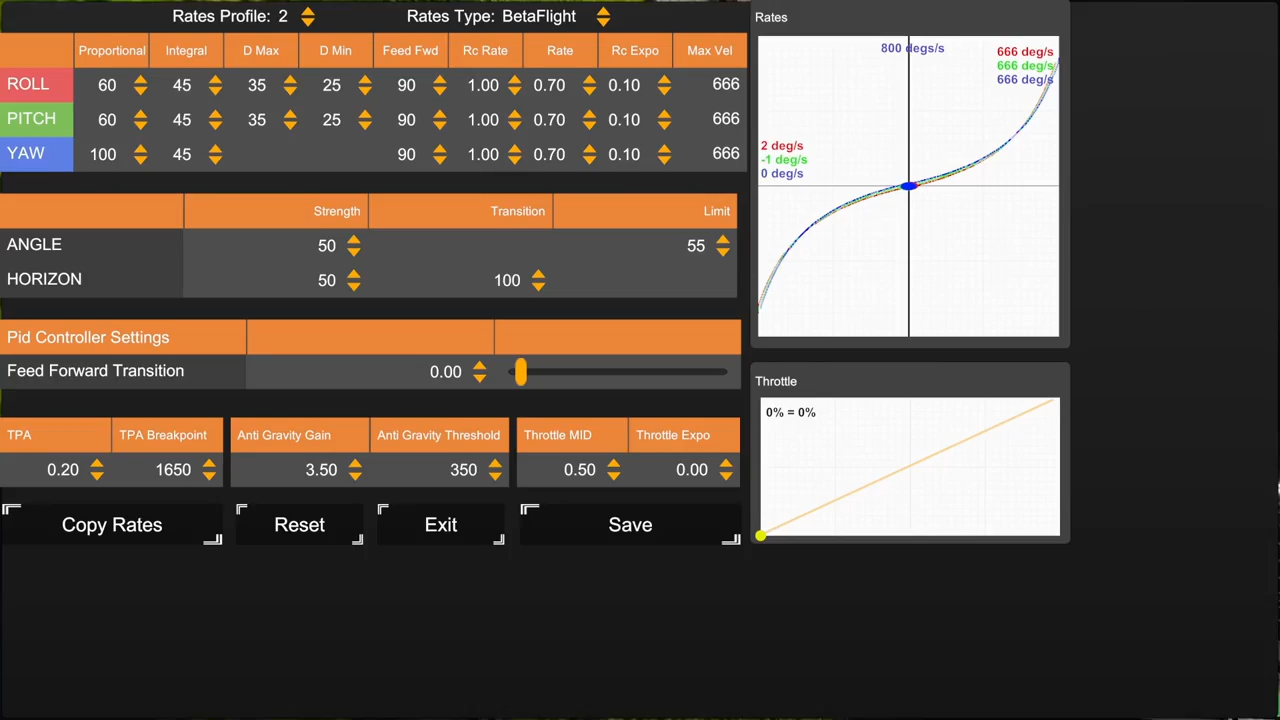 Rates Profile: 2 Rates Type: BetaFlight
Proportional Integral D Max D Min Feed Fwd Rc Rate Rate Rc Expo Max Vel
ROLL 60 45 35 25 90 1.00 0.70 0.10 666
PITCH 60 45 35 25 90 1.00 0.70 0.10 666
YAW 100 45 90 1.00 0.70 0.10 666
Strength Transition Limit
ANGLE 50 55
HORIZON 50 100
Pid Controller Settings
Feed Forward Transition 0.00
TPA TPA Breakpoint Anti Gravity Gain Anti Gravity Threshold Throttle MID Throttle Expo
0.20 1650 3.50 350 0.50 0.00
Copy Rates Reset Exit Save
Rates
800 degs/s
666 deg/s
666 deg/s
666 deg/s
2 deg/s
-1 deg/s
0 deg/s
Throttle
0% = 0%